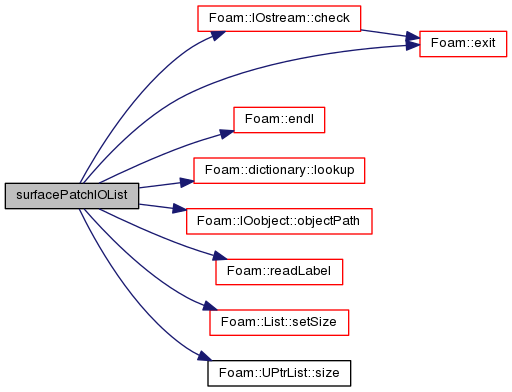 Foam::IOstream::check
Foam::exit
Foam::endl
Foam::dictionary::lookup
surfacePatchIOList
Foam::IOobject::objectPath
Foam::readLabel
Foam::List::setSize
Foam::UPtrList::size